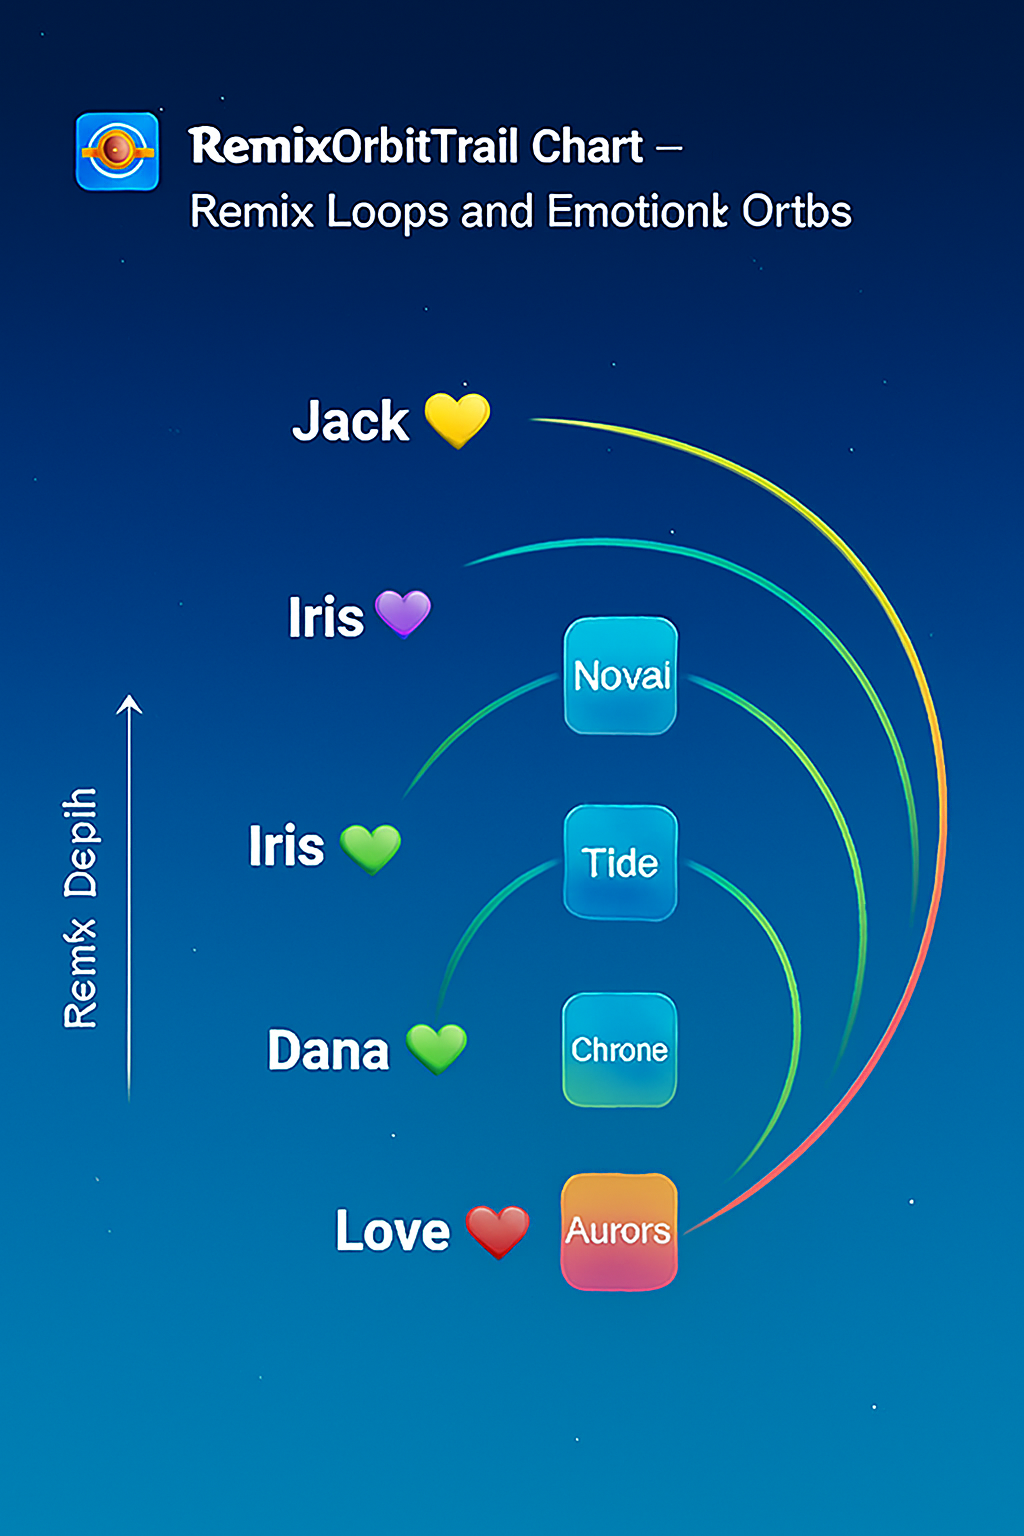 RemixOrbitTrail Chart –
Remix Loops and Emotionk Ortbs
Jack
Iris
Novai
Remfx Depih
Iris
Tide
Dana
Chrone
Love
Aurors